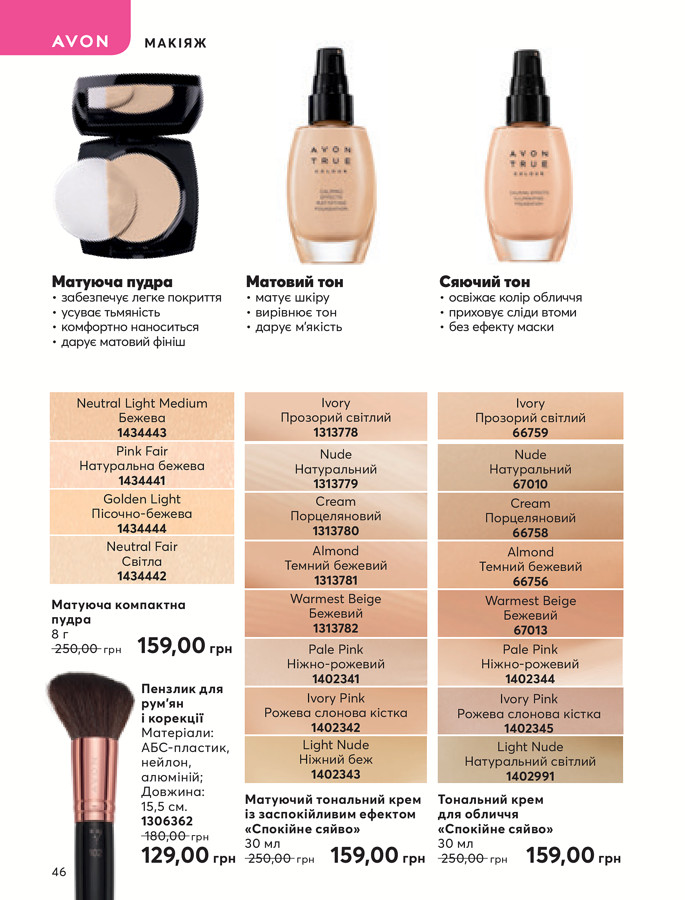 AVON
МАКІЯЖ
AVON
TRUE
COLOUR
CALMING
EFFECTS
MATTIFYING
FOUNDATION
AVON
TRUE
COLOUR
CALMING EFFECTS
ILLUMINATING
FOUNDATION
Матуюча пудра
• забезпечує легке покриття
• усуває тьмяність
• комфортно наноситься
• дарує матовий фініш
Матовий тон
• матує шкіру
• вирівнює тон
• дарує м'якість
Сяючий тон
• освіжає колір обличчя
• приховує сліди втоми
• без ефекту маски
Neutral Light Medium
Бежева
1434443
Pink Fair
Натуральна бежева
1434441
Golden Light
Пісочно-бежева
1434444
Neutral Fair
Світла
1434442
Матуюча компактна
пудра
8 г
250,00 грн 159,00 грн
Пензлик для
рум'ян
і корекції
Матеріали:
АБС-пластик,
нейлон,
алюміній;
Довжина:
15,5 см.
1306362
180,00 грн
129,00 грн
AVON
Ivory
Прозорий світлий
1313778
Nude
Натуральний
1313779
Cream
Порцеляновий
1313780
Almond
Темний бежевий
1313781
Warmest Beige
Бежевий
1313782
Pale Pink
Ніжно-рожевий
1402341
Ivory Pink
Рожева слонова кістка
1402342
Light Nude
Ніжний беж
1402343
Матуючий тональний крем
із заспокійливим ефектом
«Спокійне сяйво»
30 мл
250,00 грн 159,00 грн
Ivory
Прозорий світлий
66759
Nude
Натуральний
67010
Cream
Порцеляновий
66758
Almond
Темний бежевий
66756
Warmest Beige
Бежевий
67013
Pale Pink
Ніжно-рожевий
1402344
Ivory Pink
Рожева слонова кістка
1402345
Light Nude
Натуральний світлий
1402991
Тональний крем
для обличчя
«Спокійне сяйво»
30 мл
250,00 грн 159,00 грн
46